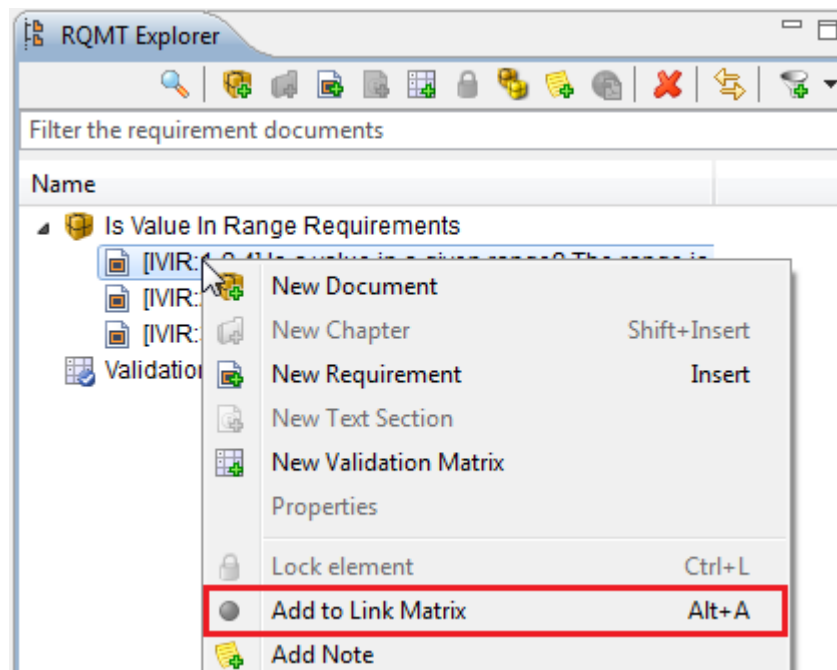 RQMT Explorer
Filter the requirement documents
Name
Is Value In Range Requirements
[IVIR:
New Document
[IVIR:
New Chapter Shift+Insert
[IVIR:
New Requirement Insert
New Text Section
New Validation Matrix
Properties
Lock element Ctrl+L
Add to Link Matrix Alt+A
Add Note